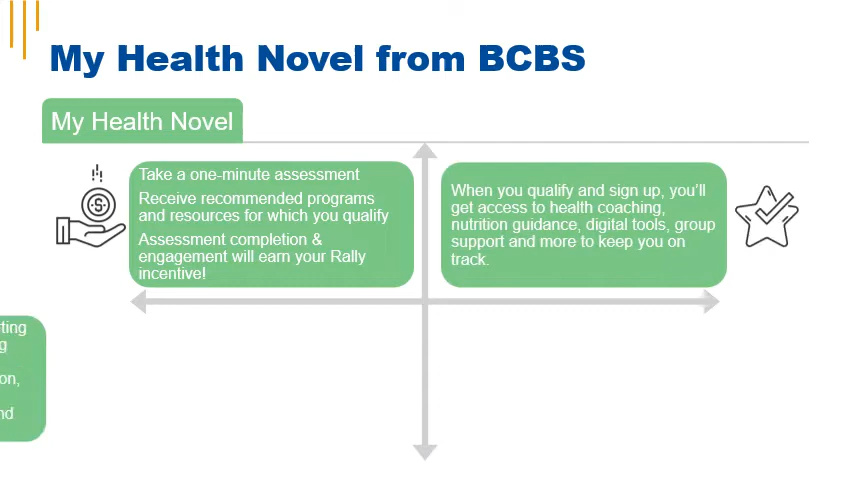 My Health Novel from BCBS
My Health Novel
Take a one-minute assessment
Receive recommended programs
and resources for which you qualify
Assessment completion &
engagement will earn your Rally
incentive!
When you qualify and sign up, you’ll
get access to health coaching,
nutrition guidance, digital tools, group
support and more to keep you on
track.